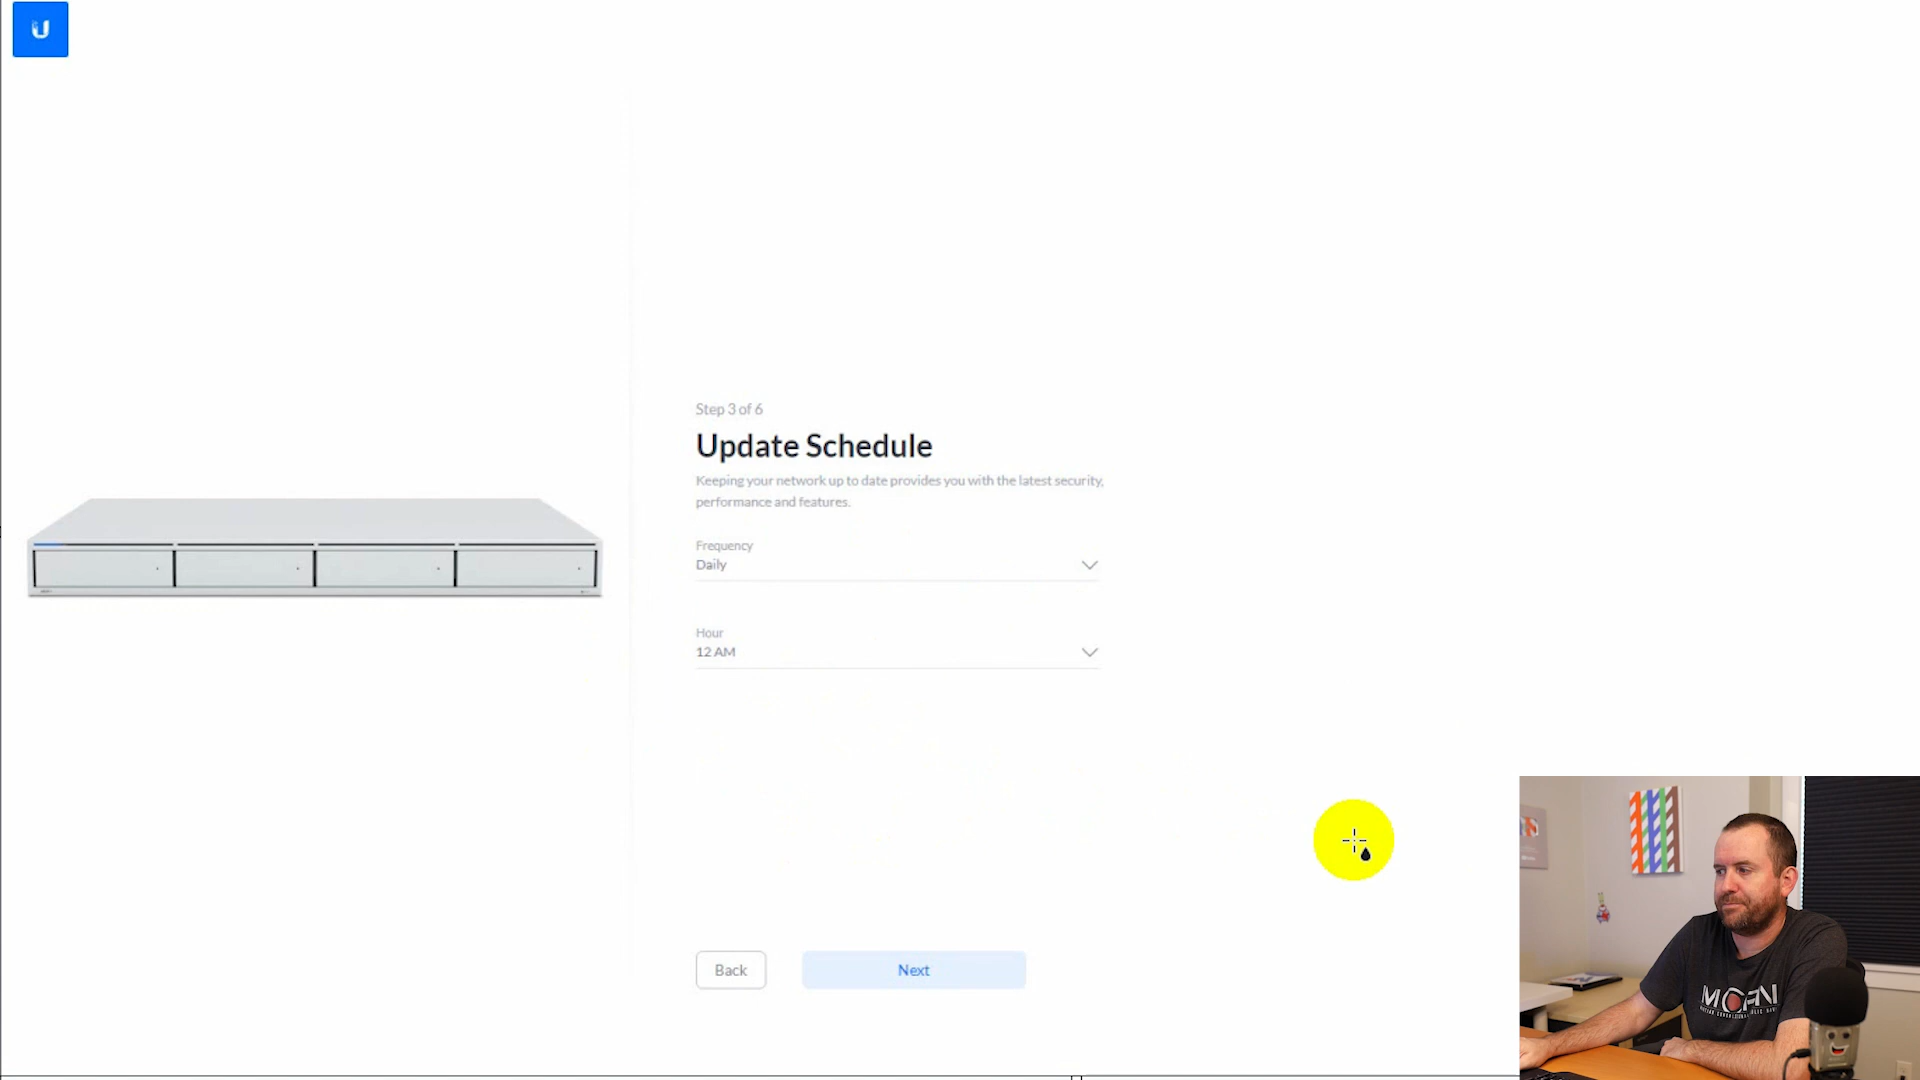 Step 3 of 6
Update Schedule
Keeping your network up to date provides you with the latest security,
performance and features.
Frequency
Daily
Hour
12 AM
Back
Next